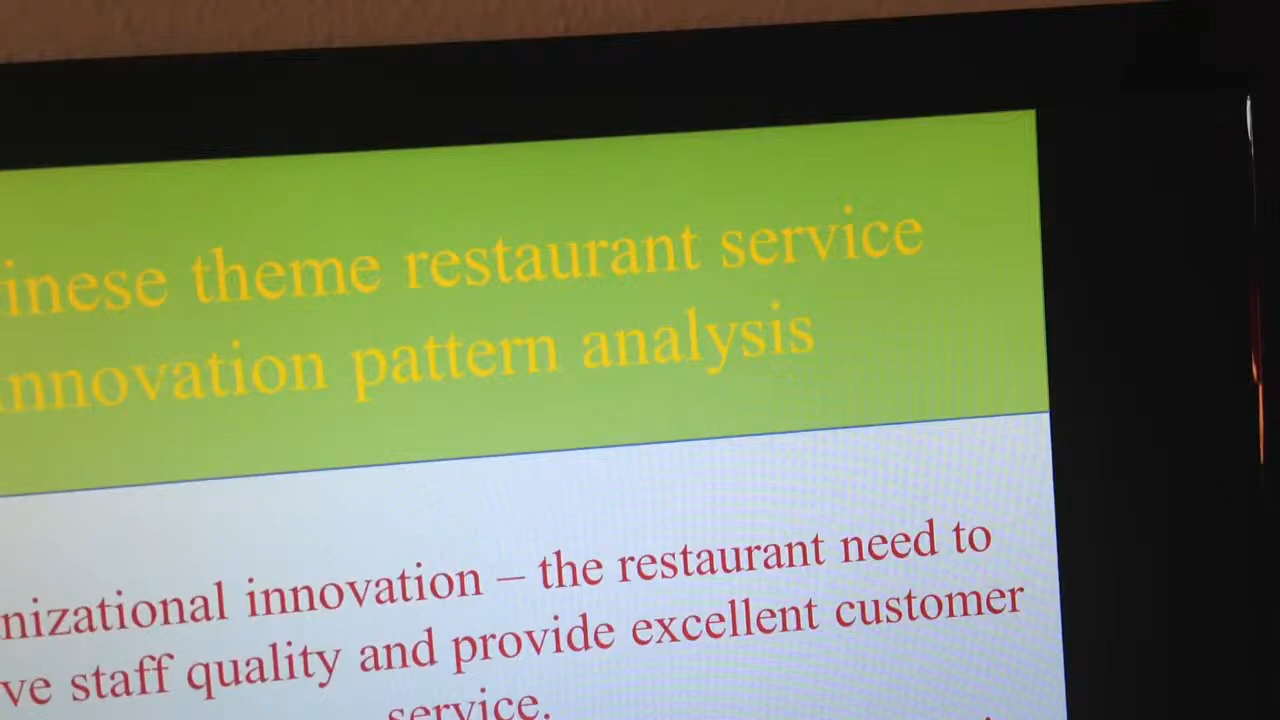 inese theme restaurant service
innovation pattern analysis
nizational innovation – the restaurant need to
ve staff quality and provide excellent customer
service.